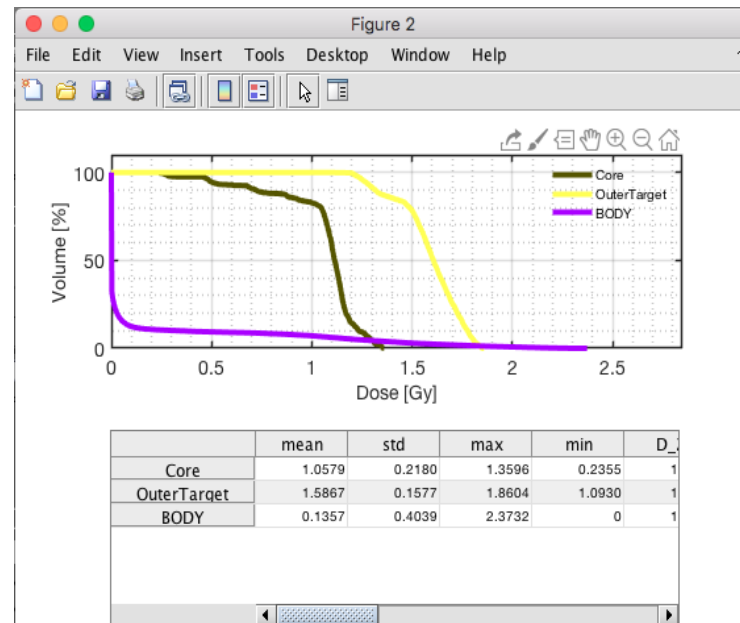 Figure 2
File Edit View Insert Tools Desktop Window Help
100
50
0
Volume [%]
Core
OuterTarget
BODY
0 0.5 1 1.5 2 2.5
Dose [Gy]
mean std max min D_
Core 1.0579 0.2180 1.3596 0.2355 1
OuterTarget 1.5867 0.1577 1.8604 1.0930 1
BODY 0.1357 0.4039 2.3732 0 1